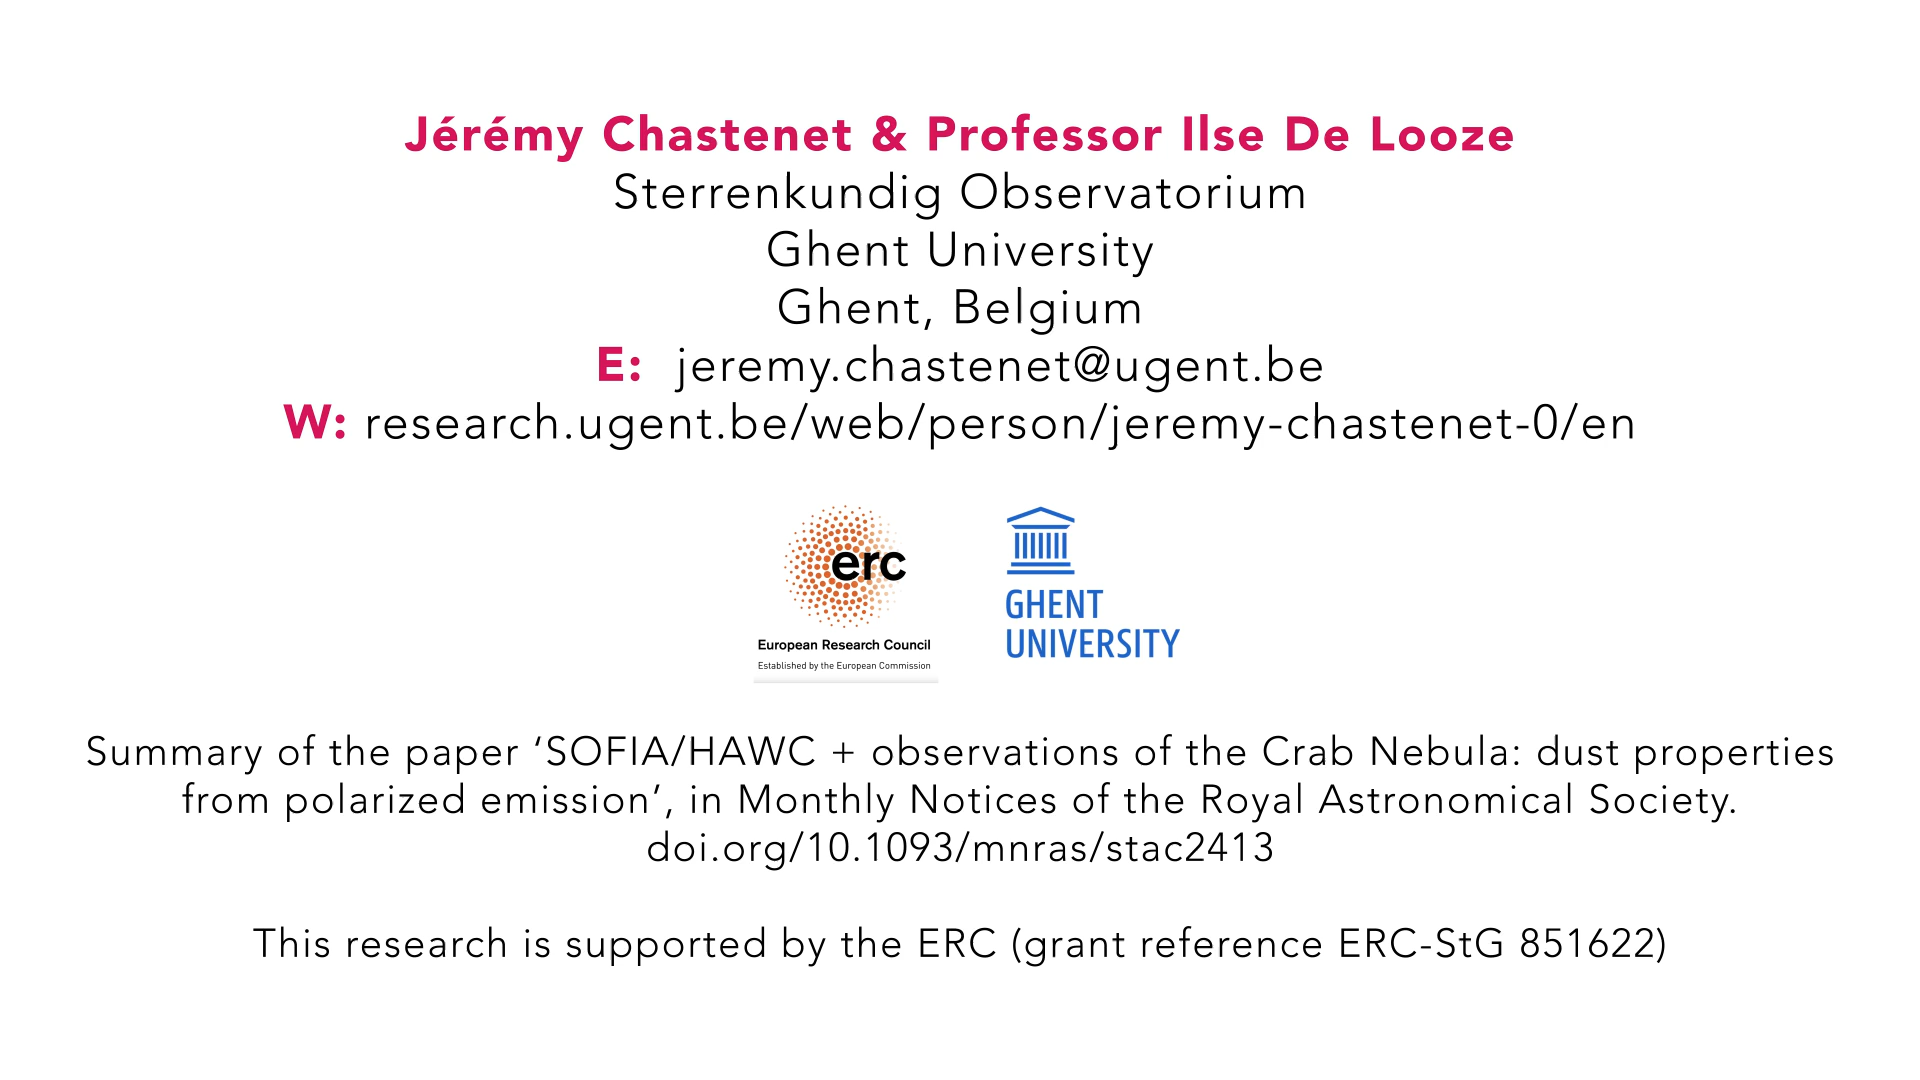 Jérémy Chastenet & Professor Ilse De Looze
Sterrenkundig Observatorium
Ghent University
Ghent, Belgium
E: jeremy.chastenet@ugent.be
W: research.ugent.be/web/person/jeremy-chastenet-0/en
erc
European Research Council
Established by the European Commission
GHENT
UNIVERSITY
Summary of the paper ‘SOFIA/HAWC + observations of the Crab Nebula: dust properties
from polarized emission’, in Monthly Notices of the Royal Astronomical Society.
doi.org/10.1093/mnras/stac2413
This research is supported by the ERC (grant reference ERC-StG 851622)